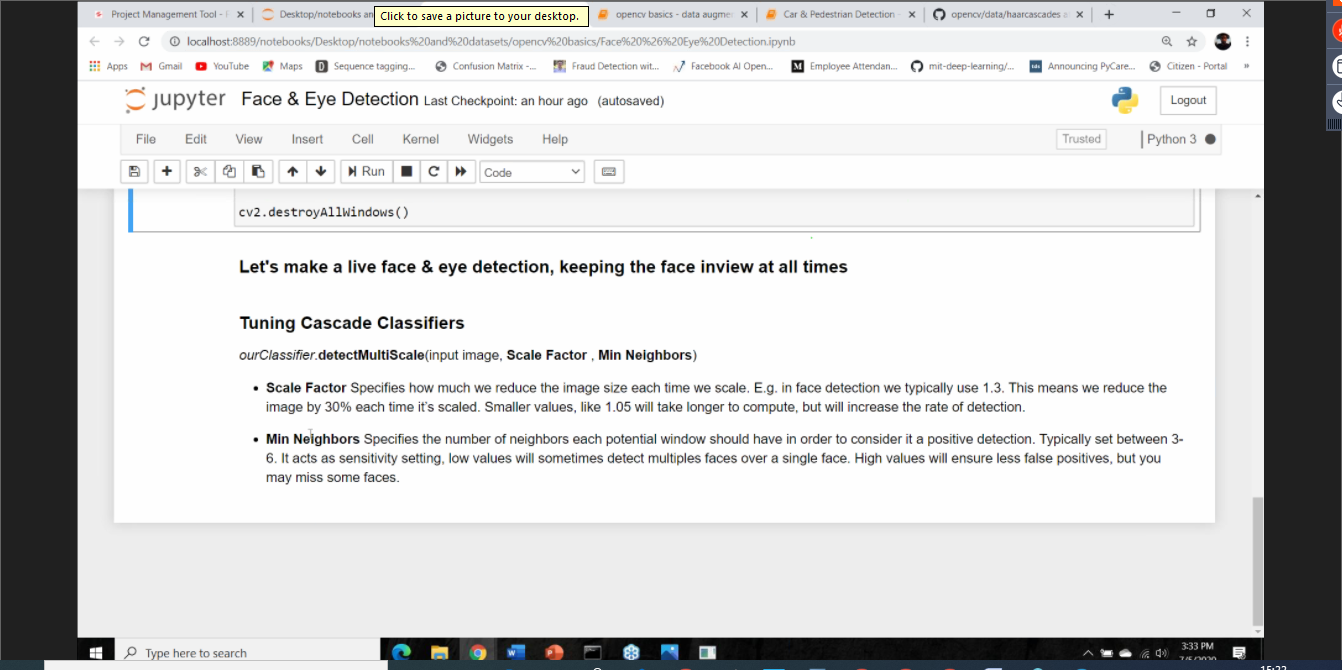 Project Management Tool - i
Desktop/notebooks an
Click to save a picture to your desktop.
opencv basics - data augme
Car & Pedestrian Detection -
opencv/data/haarcascades a
localhost:8889/notebooks/Desktop/notebooks%20and%20datasets/opencv%20basics/Face%20%26%20Eye%20Detection.ipynb
Apps Gmail YouTube Maps Sequence tagging... Confusion Matrix -... Fraud Detection wit... Facebook AI Open... Employee Attendan... mit-deep-learning/... Announcing PyCare... Citizen - Portal »
jupyter Face & Eye Detection Last Checkpoint: an hour ago (autosaved) Logout
File Edit View Insert Cell Kernel Widgets Help Trusted Python 3
Run Code
cv2.destroyAllWindows()
Let's make a live face & eye detection, keeping the face inview at all times
Tuning Cascade Classifiers
ourClassifier.detectMultiScale(input image, Scale Factor , Min Neighbors)
• Scale Factor Specifies how much we reduce the image size each time we scale. E.g. in face detection we typically use 1.3. This means we reduce the
image by 30% each time it's scaled. Smaller values, like 1.05 will take longer to compute, but will increase the rate of detection.
• Min Neighbors Specifies the number of neighbors each potential window should have in order to consider it a positive detection. Typically set between 3-
6. It acts as sensitivity setting, low values will sometimes detect multiples faces over a single face. High values will ensure less false positives, but you
may miss some faces.
Type here to search
3:33 PM